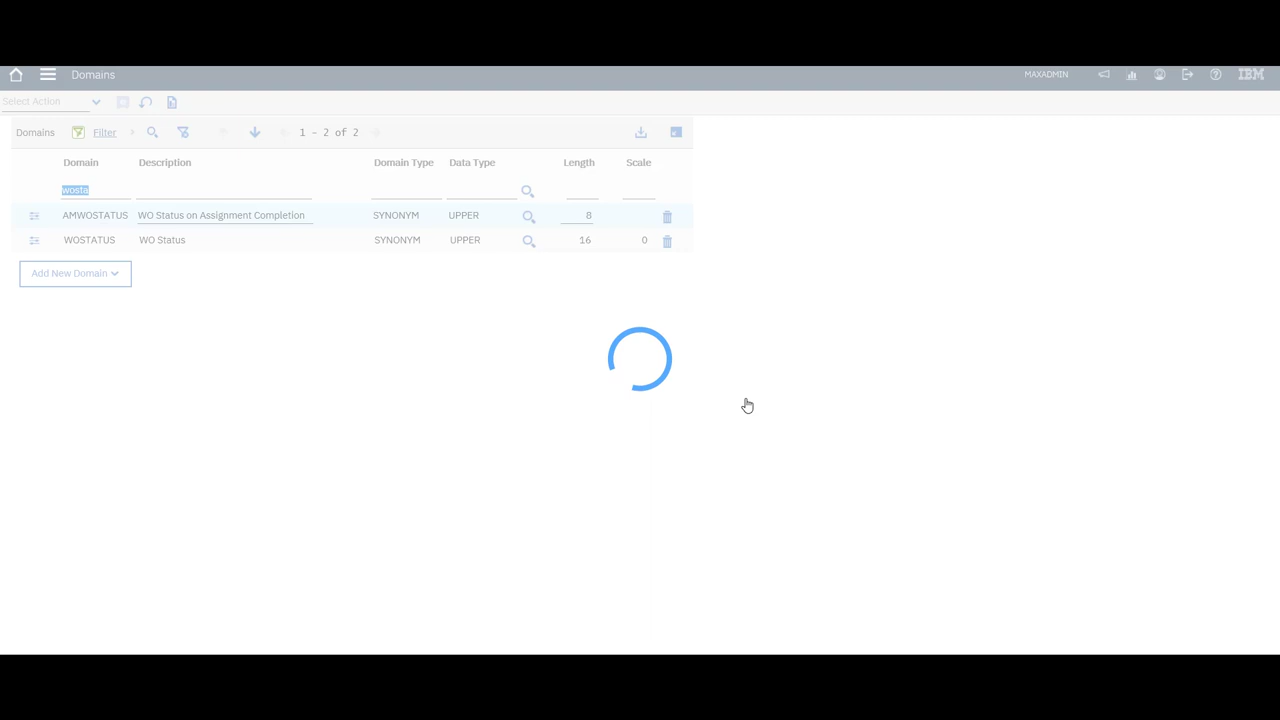 Domains MAXADMIN IBM
Select Action
Domains Filter 1 - 2 of 2
Domain Description Domain Type Data Type Length Scale
wosta
AMWOSTATUS WO Status on Assignment Completion SYNONYM UPPER 8
WOSTATUS WO Status SYNONYM UPPER 16 0
Add New Domain